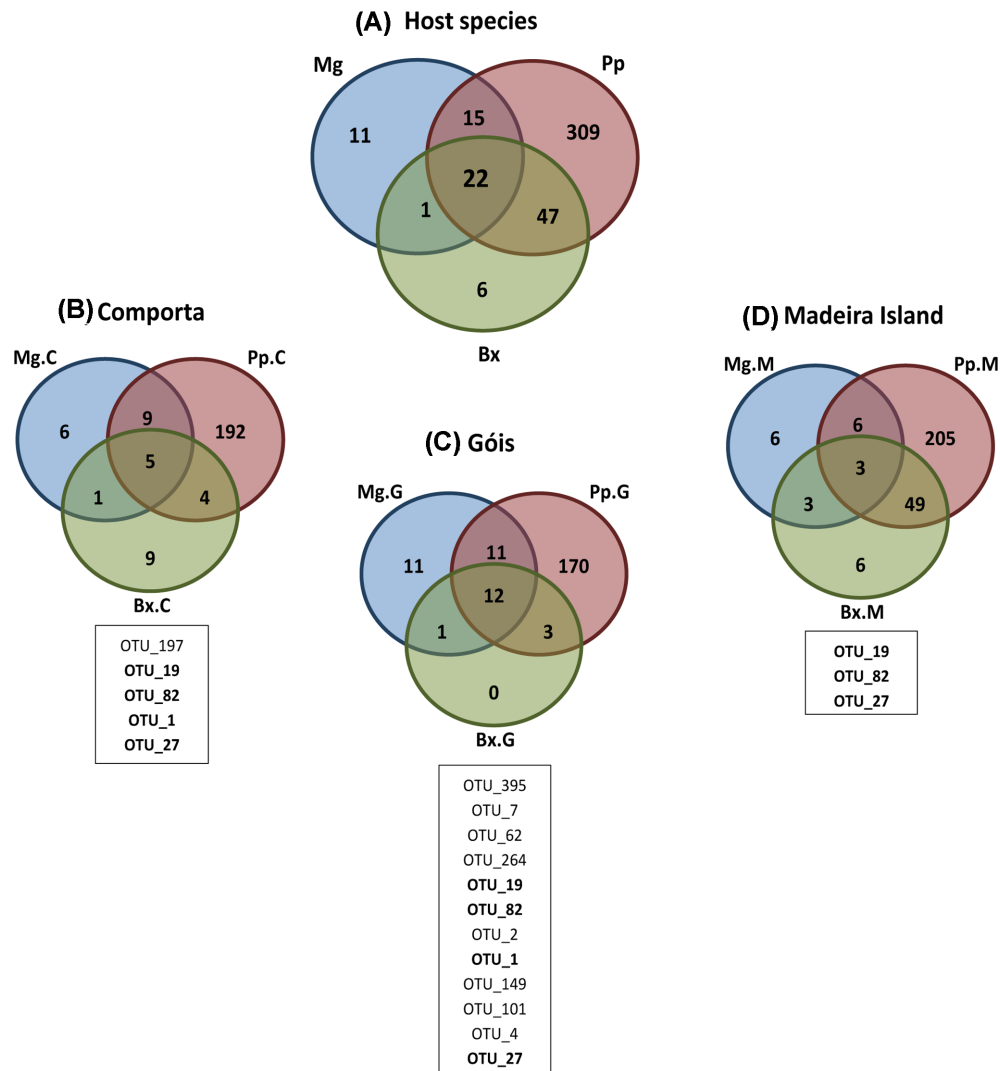 (A) Host species
Mg
Pp
11
15
309
22
1
47
6
Bx
(B) Comporta
Mg.C
Pp.C
6
9
192
5
1
4
9
Bx.C
OTU_197
OTU_19
OTU_82
OTU_1
OTU_27
(C) Góis
Mg.G
Pp.G
11
11
170
12
1
3
0
Bx.G
OTU_395
OTU_7
OTU_62
OTU_264
OTU_19
OTU_82
OTU_2
OTU_1
OTU_149
OTU_101
OTU_4
OTU_27
(D) Madeira Island
Mg.M
Pp.M
6
6
205
3
3
49
6
Bx.M
OTU_19
OTU_82
OTU_27